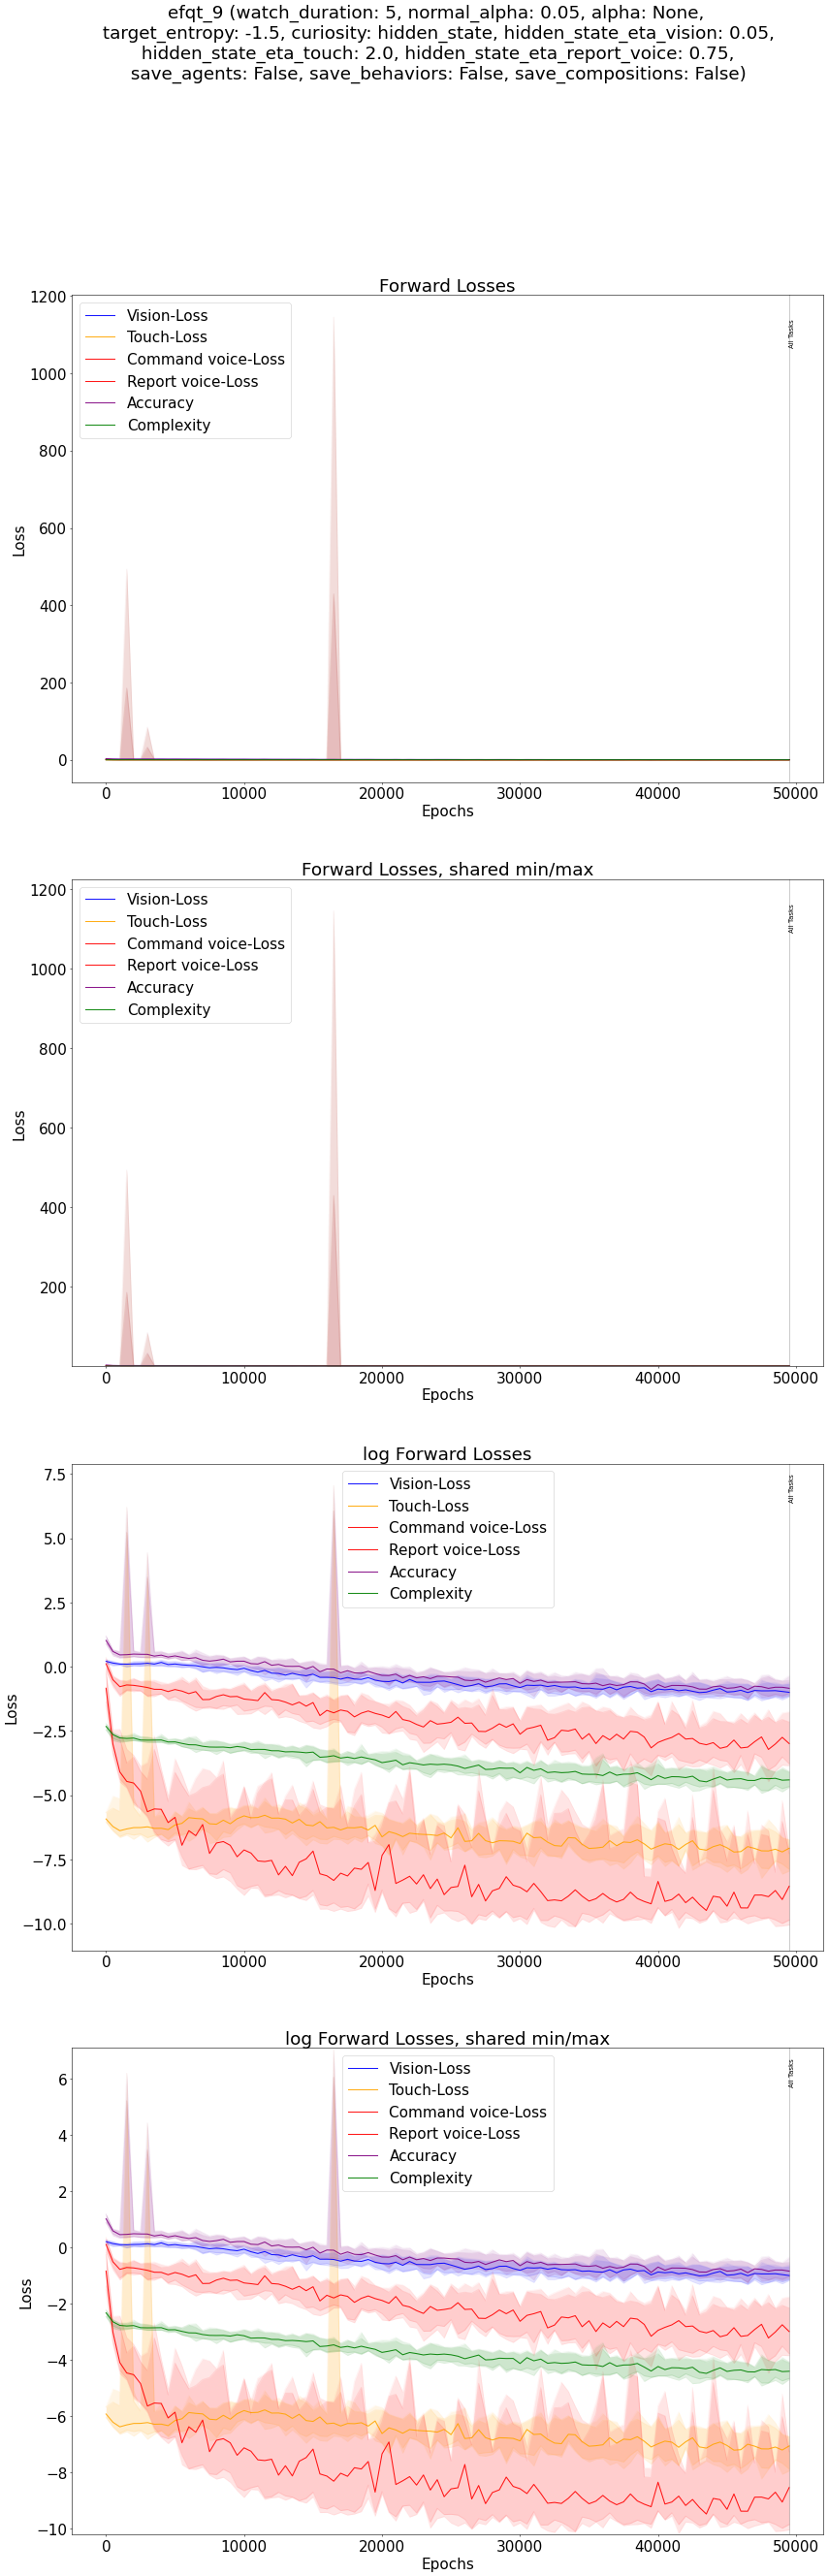 efqt_9 (watch_duration: 5, normal_alpha: 0.05, alpha: None,
target_entropy: -1.5, curiosity: hidden_state, hidden_state_eta_vision: 0.05,
hidden_state_eta_touch: 2.0, hidden_state_eta_report_voice: 0.75,
save_agents: False, save_behaviors: False, save_compositions: False)
Forward Losses
1200
1000
800
600
400
200
0
Loss
Vision-Loss
Touch-Loss
Command voice-Loss
Report voice-Loss
Accuracy
Complexity
All Tasks
0 10000 20000 30000 40000 50000
Epochs
Forward Losses, shared min/max
1200
1000
800
600
400
200
Loss
Vision-Loss
Touch-Loss
Command voice-Loss
Report voice-Loss
Accuracy
Complexity
All Tasks
0 10000 20000 30000 40000 50000
Epochs
log Forward Losses
7.5
5.0
2.5
0.0
−2.5
−5.0
−7.5
−10.0
Loss
Vision-Loss
Touch-Loss
Command voice-Loss
Report voice-Loss
Accuracy
Complexity
All Tasks
0 10000 20000 30000 40000 50000
Epochs
log Forward Losses, shared min/max
6
4
2
0
−2
−4
−6
−8
−10
Loss
Vision-Loss
Touch-Loss
Command voice-Loss
Report voice-Loss
Accuracy
Complexity
All Tasks
0 10000 20000 30000 40000 50000
Epochs